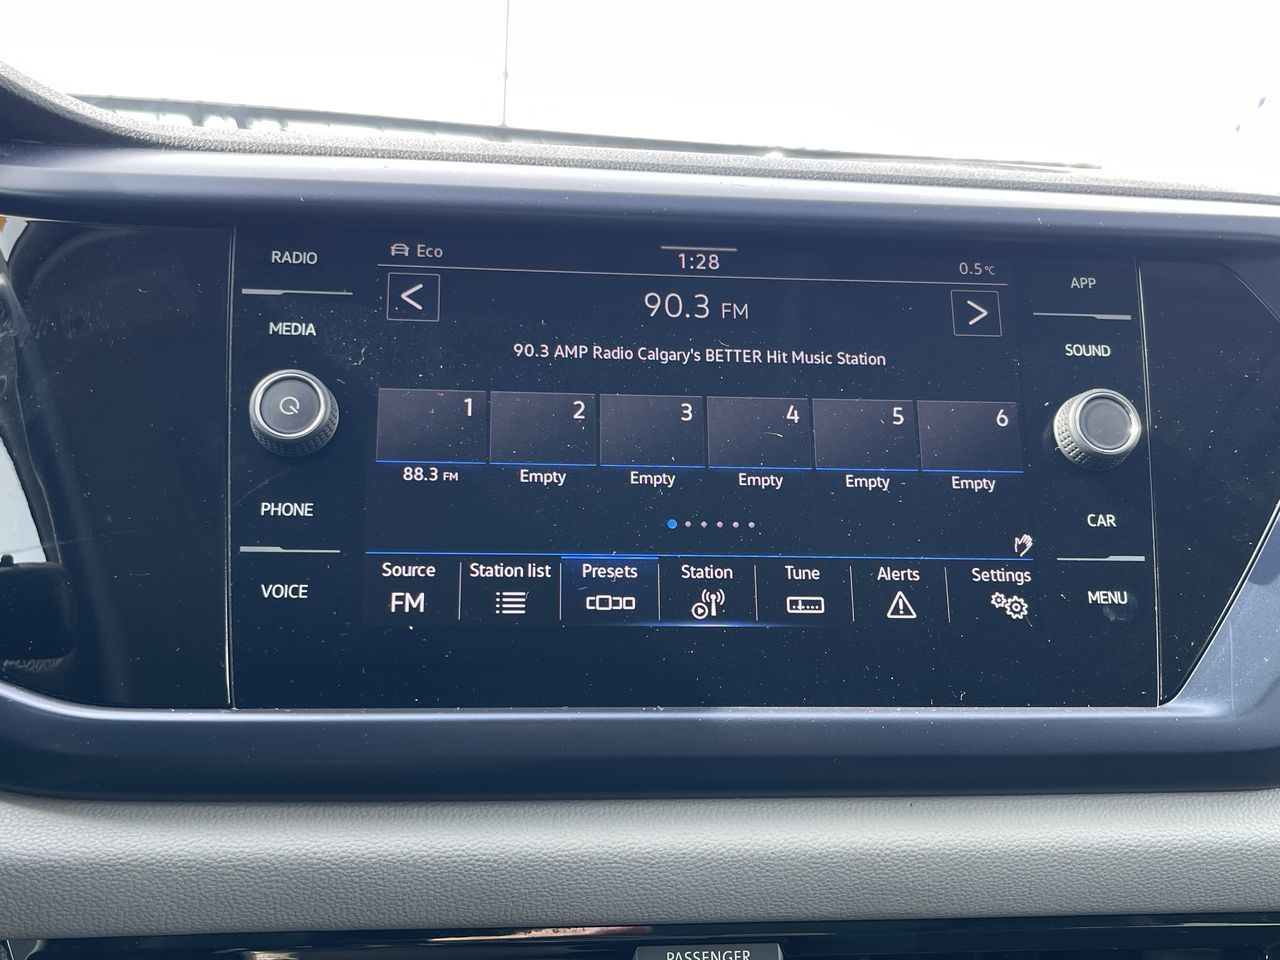 RADIO
MEDIA
PHONE
VOICE
Eco
1:28
0.5°C
<
90.3 FM
>
90.3 AMP Radio Calgary's BETTER Hit Music Station
1 2 3 4 5 6
88.3 FM Empty Empty Empty Empty Empty
Source Station list Presets Station Tune Alerts Settings
FM
APP
SOUND
CAR
MENU
PASSENGER